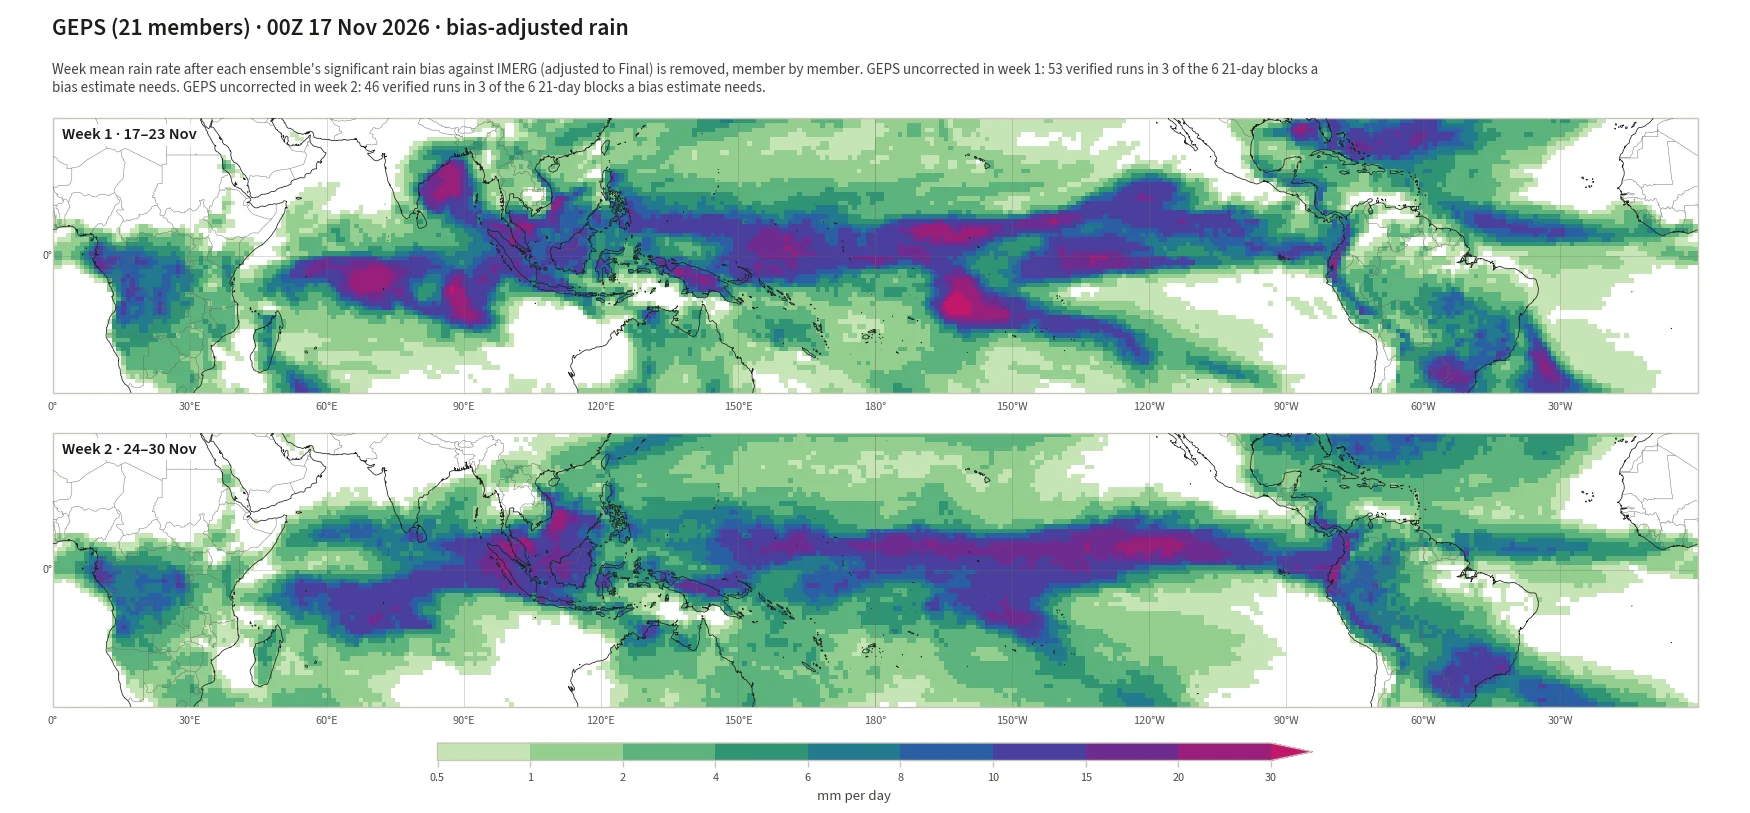 GEPS (21 members) · 00Z 17 Nov 2026 · bias-adjusted rain
Week mean rain rate after each ensemble's significant rain bias against IMERG (adjusted to Final) is removed, member by member. GEPS uncorrected in week 1: 53 verified runs in 3 of the 6 21-day blocks a
bias estimate needs. GEPS uncorrected in week 2: 46 verified runs in 3 of the 6 21-day blocks a bias estimate needs.
Week 1 · 17–23 Nov
0°
0° 30°E 60°E 90°E 120°E 150°E 180° 150°W 120°W 90°W 60°W 30°W
Week 2 · 24–30 Nov
0°
0° 30°E 60°E 90°E 120°E 150°E 180° 150°W 120°W 90°W 60°W 30°W
0.5 1 2 4 6 8 10 15 20 30
mm per day